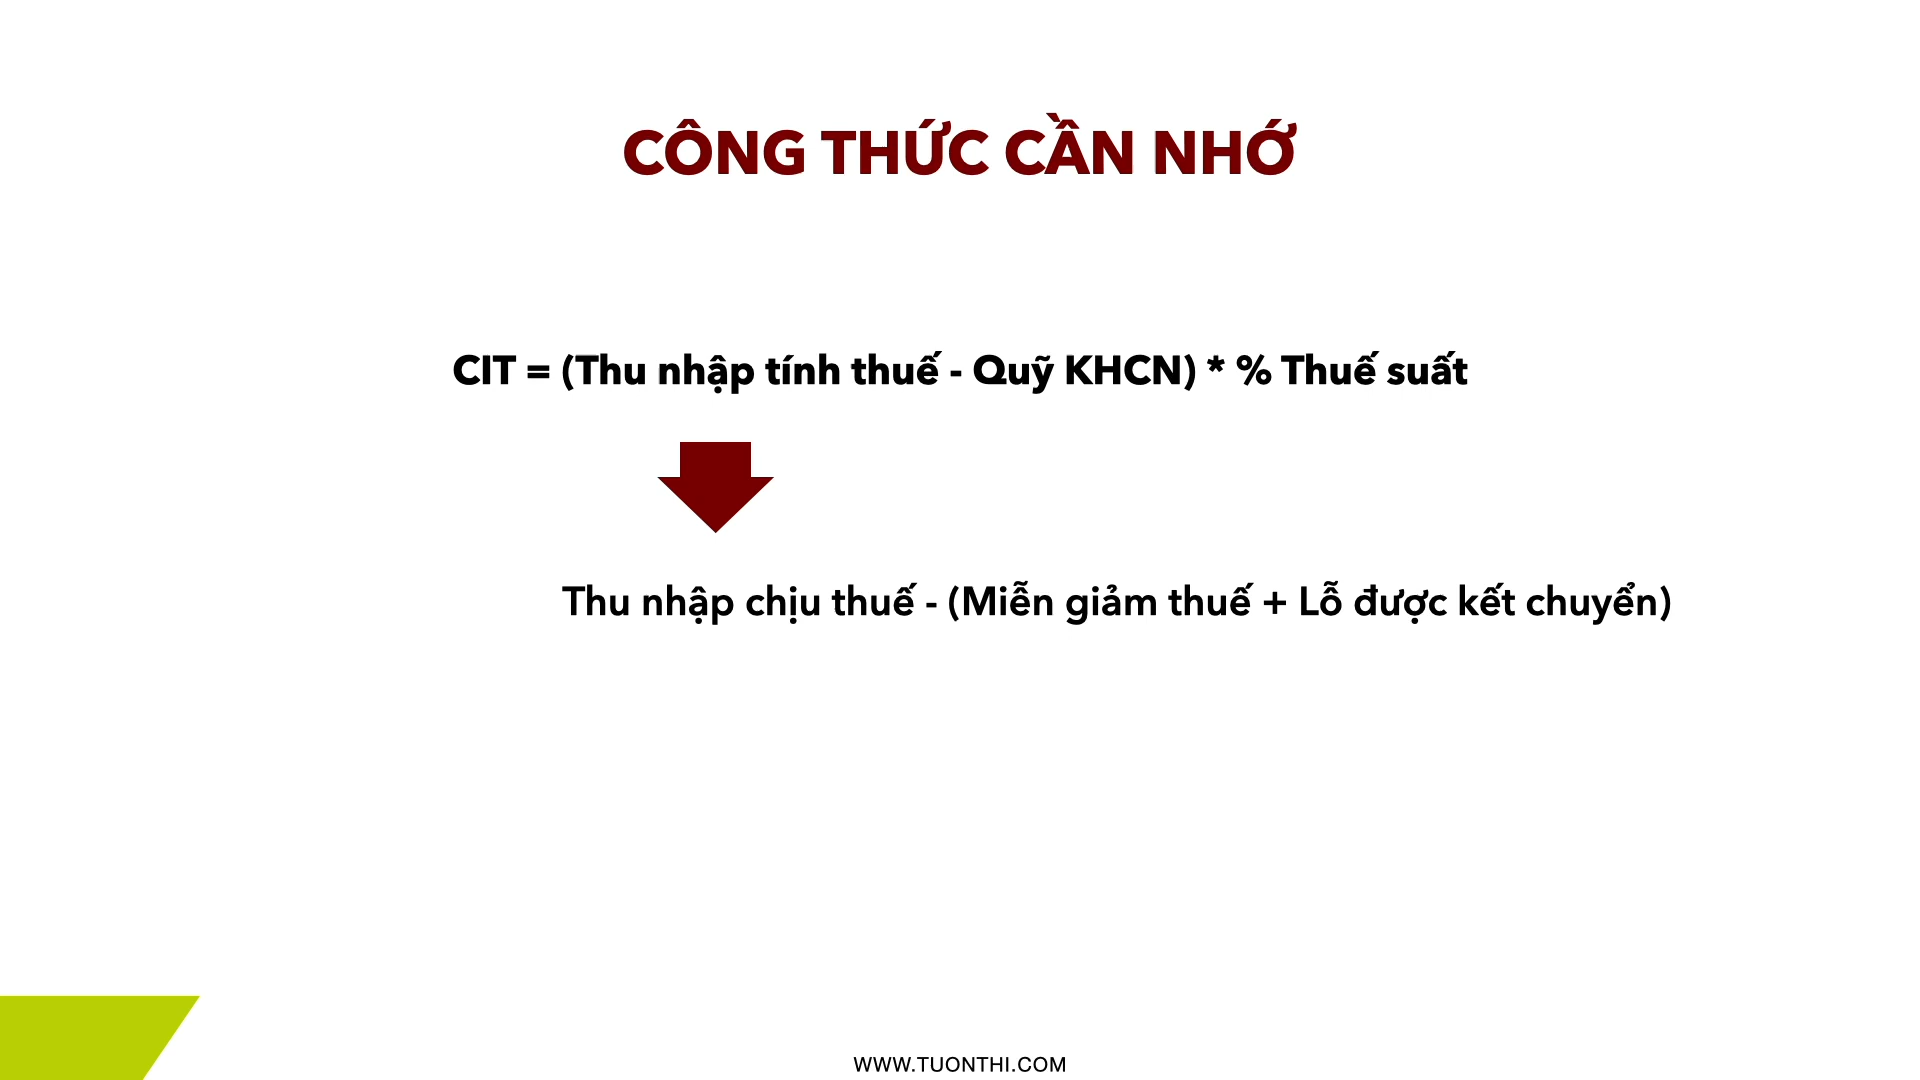 CÔNG THỨC CẦN NHỚ
CIT = (Thu nhập tính thuế - Quỹ KHCN) * % Thuế suất
Thu nhập chịu thuế - (Miễn giảm thuế + Lỗ được kết chuyển)
WWW.TUONTHI.COM